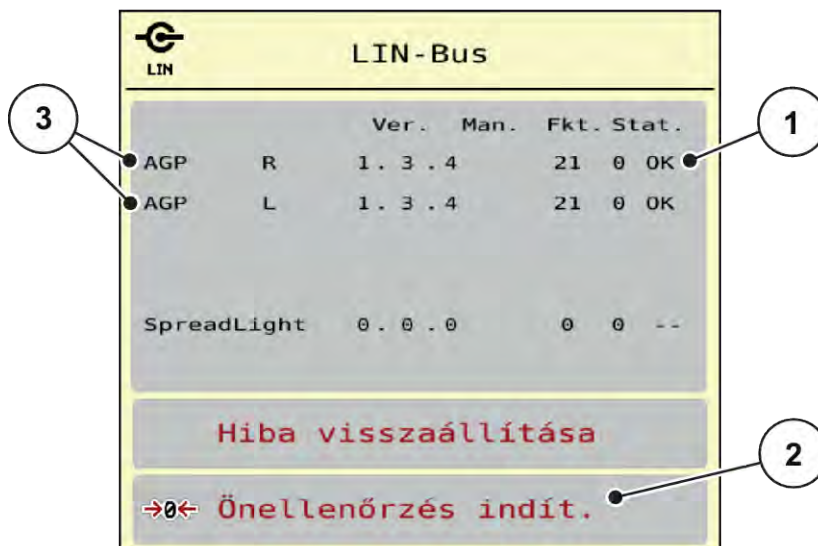 LIN
LIN-Bus
Ver. Man. Fkt. Stat.
3
1
AGP R 1.3.4 21 0 OK
AGP L 1.3.4 21 0 OK
SpreadLight 0.0.0 0 0 --
Hiba visszaállítása
2
→0← Önellenőrzés indít.